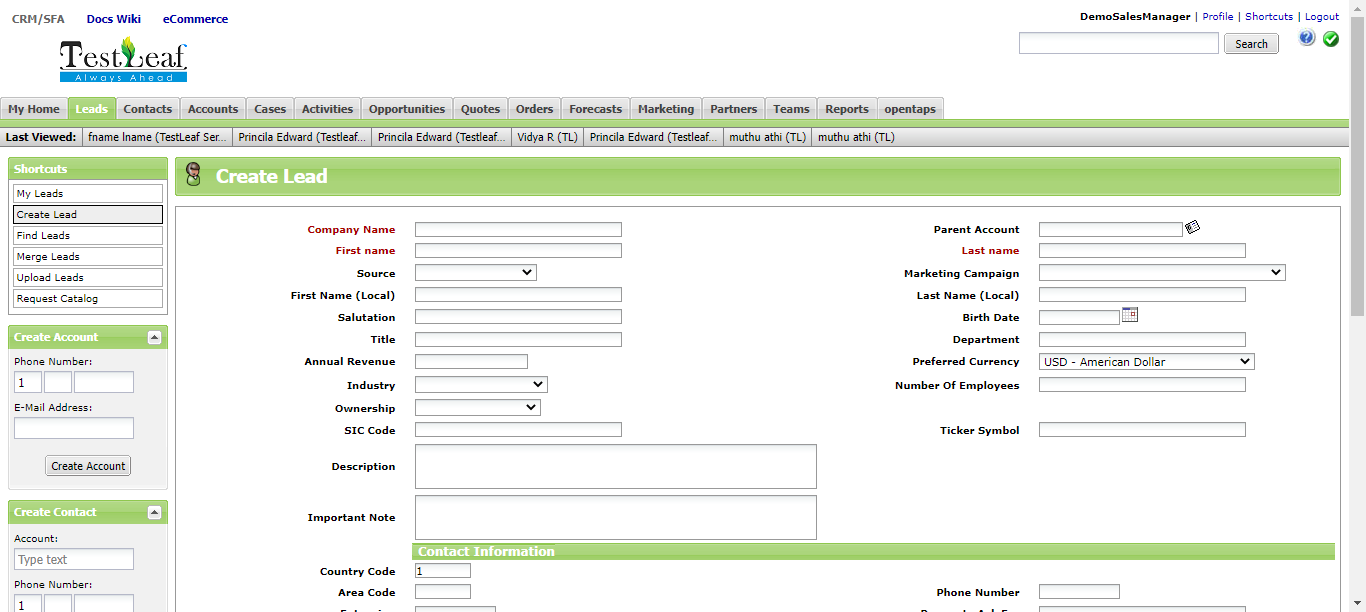 CRM/SFA Docs Wiki eCommerce
DemoSalesManager | Profile | Shortcuts | Logout
TestLeaf
Always Ahead
Search
My Home Leads Contacts Accounts Cases Activities Opportunities Quotes Orders Forecasts Marketing Partners Teams Reports opentaps
Last Viewed: fname lname (TestLeaf Ser... Princila Edward (Testleaf... Princila Edward (Testleaf... Vidya R (TL) Princila Edward (Testleaf... muthu athi (TL) muthu athi (TL)
Shortcuts
My Leads
Create Lead
Find Leads
Merge Leads
Upload Leads
Request Catalog
Create Account
Phone Number:
1
E-Mail Address:
Create Account
Create Contact
Account:
Type text
Phone Number:
1
Create Lead
Company Name Parent Account
First name Last name
Source Marketing Campaign
First Name (Local) Last Name (Local)
Salutation Birth Date
Title Department
Annual Revenue Preferred Currency USD - American Dollar
Industry Number Of Employees
Ownership
SIC Code Ticker Symbol
Description
Important Note
Contact Information
Country Code 1
Area Code Phone Number